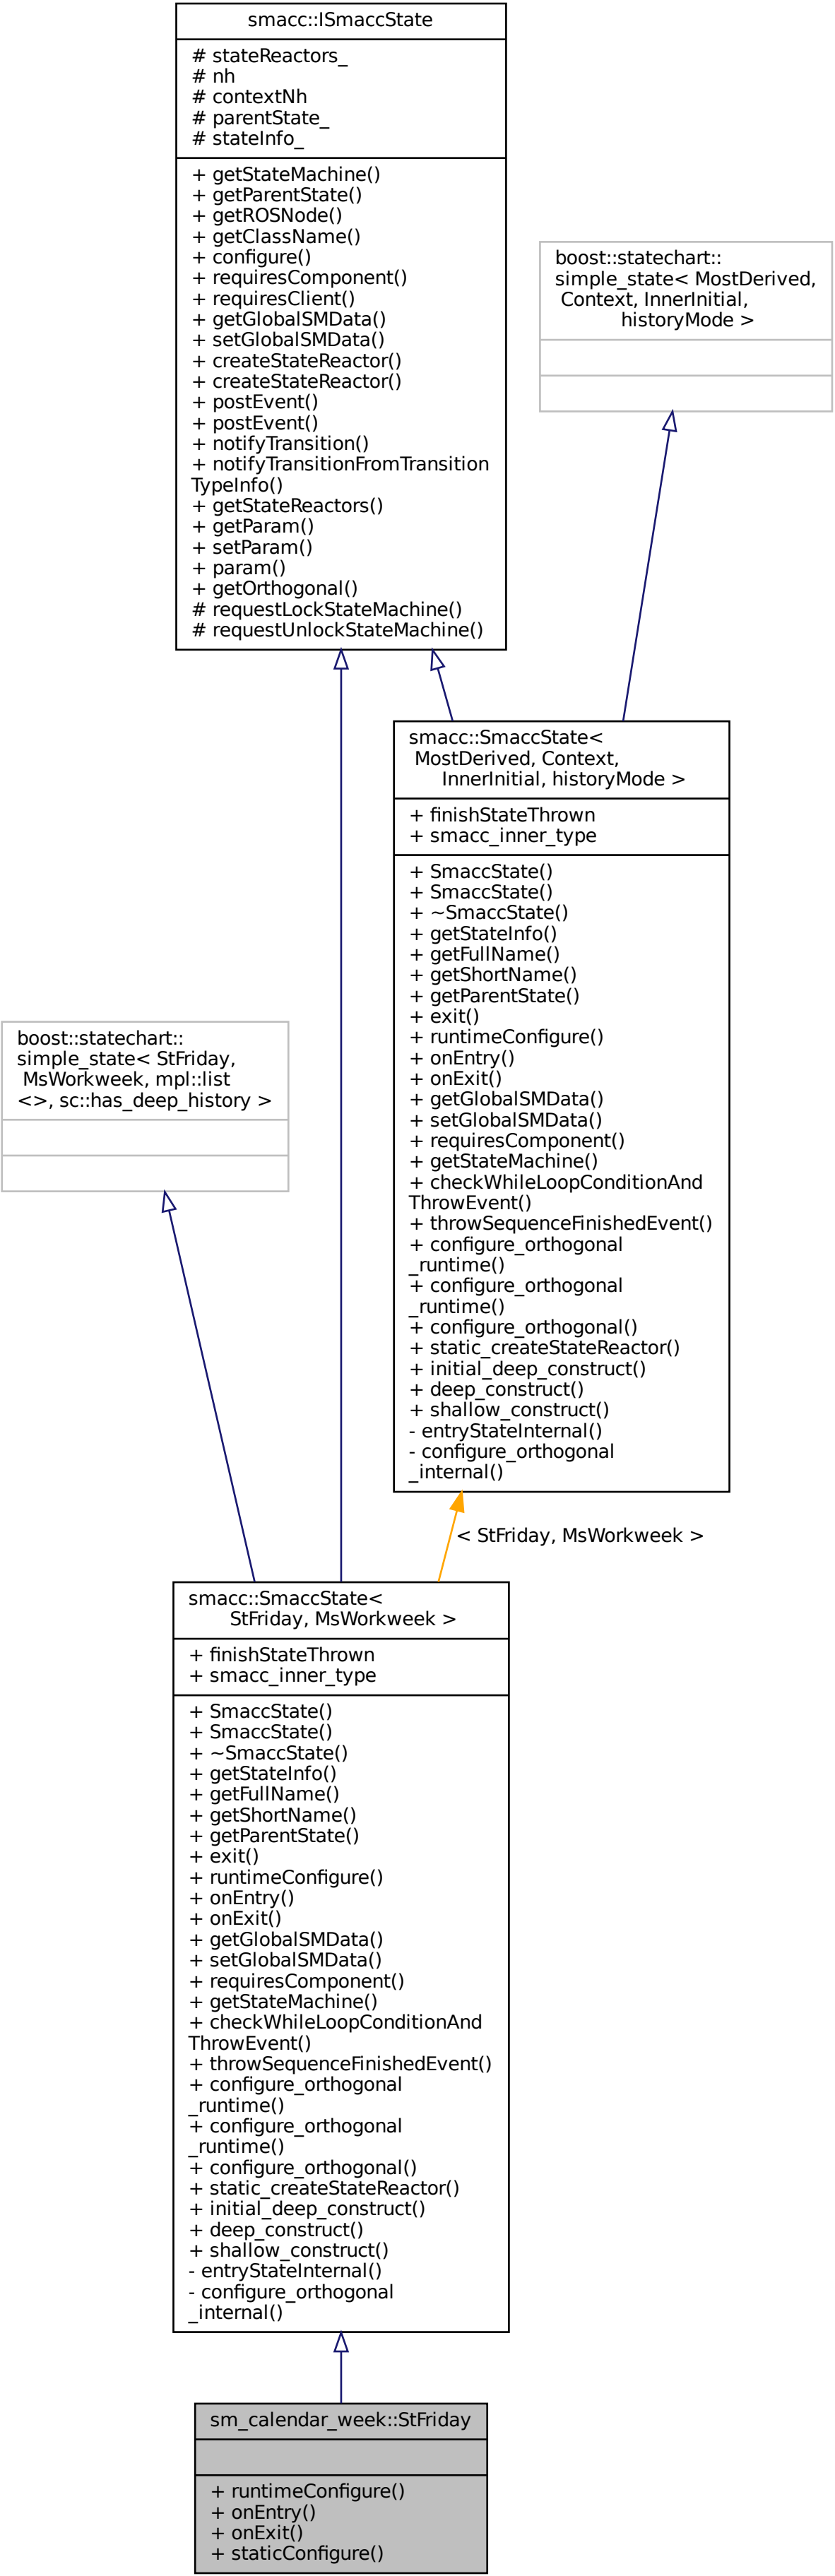 smacc::ISmaccState
# stateReactors_
# nh
# contextNh
# parentState_
# stateInfo_
+ getStateMachine()
+ getParentState()
+ getROSNode()
+ getClassName()
+ configure()
+ requiresComponent()
+ requiresClient()
+ getGlobalSMData()
+ setGlobalSMData()
+ createStateReactor()
+ createStateReactor()
+ postEvent()
+ postEvent()
+ notifyTransition()
+ notifyTransitionFromTransition
TypeInfo()
+ getStateReactors()
+ getParam()
+ setParam()
+ param()
+ getOrthogonal()
# requestLockStateMachine()
# requestUnlockStateMachine()
boost::statechart::
simple_state< MostDerived,
Context, InnerInitial,
historyMode >
smacc::SmaccState<
MostDerived, Context,
InnerInitial, historyMode >
+ finishStateThrown
+ smacc_inner_type
+ SmaccState()
+ SmaccState()
+ ~SmaccState()
+ getStateInfo()
+ getFullName()
+ getShortName()
+ getParentState()
+ exit()
+ runtimeConfigure()
+ onEntry()
+ onExit()
+ getGlobalSMData()
+ setGlobalSMData()
+ requiresComponent()
+ getStateMachine()
+ checkWhileLoopConditionAnd
ThrowEvent()
+ throwSequenceFinishedEvent()
+ configure_orthogonal
_runtime()
+ configure_orthogonal
_runtime()
+ configure_orthogonal()
+ static_createStateReactor()
+ initial_deep_construct()
+ deep_construct()
+ shallow_construct()
- entryStateInternal()
- configure_orthogonal
_internal()
boost::statechart::
simple_state< StFriday,
MsWorkweek, mpl::list
<>, sc::has_deep_history >
< StFriday, MsWorkweek >
smacc::SmaccState<
StFriday, MsWorkweek >
+ finishStateThrown
+ smacc_inner_type
+ SmaccState()
+ SmaccState()
+ ~SmaccState()
+ getStateInfo()
+ getFullName()
+ getShortName()
+ getParentState()
+ exit()
+ runtimeConfigure()
+ onEntry()
+ onExit()
+ getGlobalSMData()
+ setGlobalSMData()
+ requiresComponent()
+ getStateMachine()
+ checkWhileLoopConditionAnd
ThrowEvent()
+ throwSequenceFinishedEvent()
+ configure_orthogonal
_runtime()
+ configure_orthogonal
_runtime()
+ configure_orthogonal()
+ static_createStateReactor()
+ initial_deep_construct()
+ deep_construct()
+ shallow_construct()
- entryStateInternal()
- configure_orthogonal
_internal()
sm_calendar_week::StFriday
+ runtimeConfigure()
+ onEntry()
+ onExit()
+ staticConfigure()